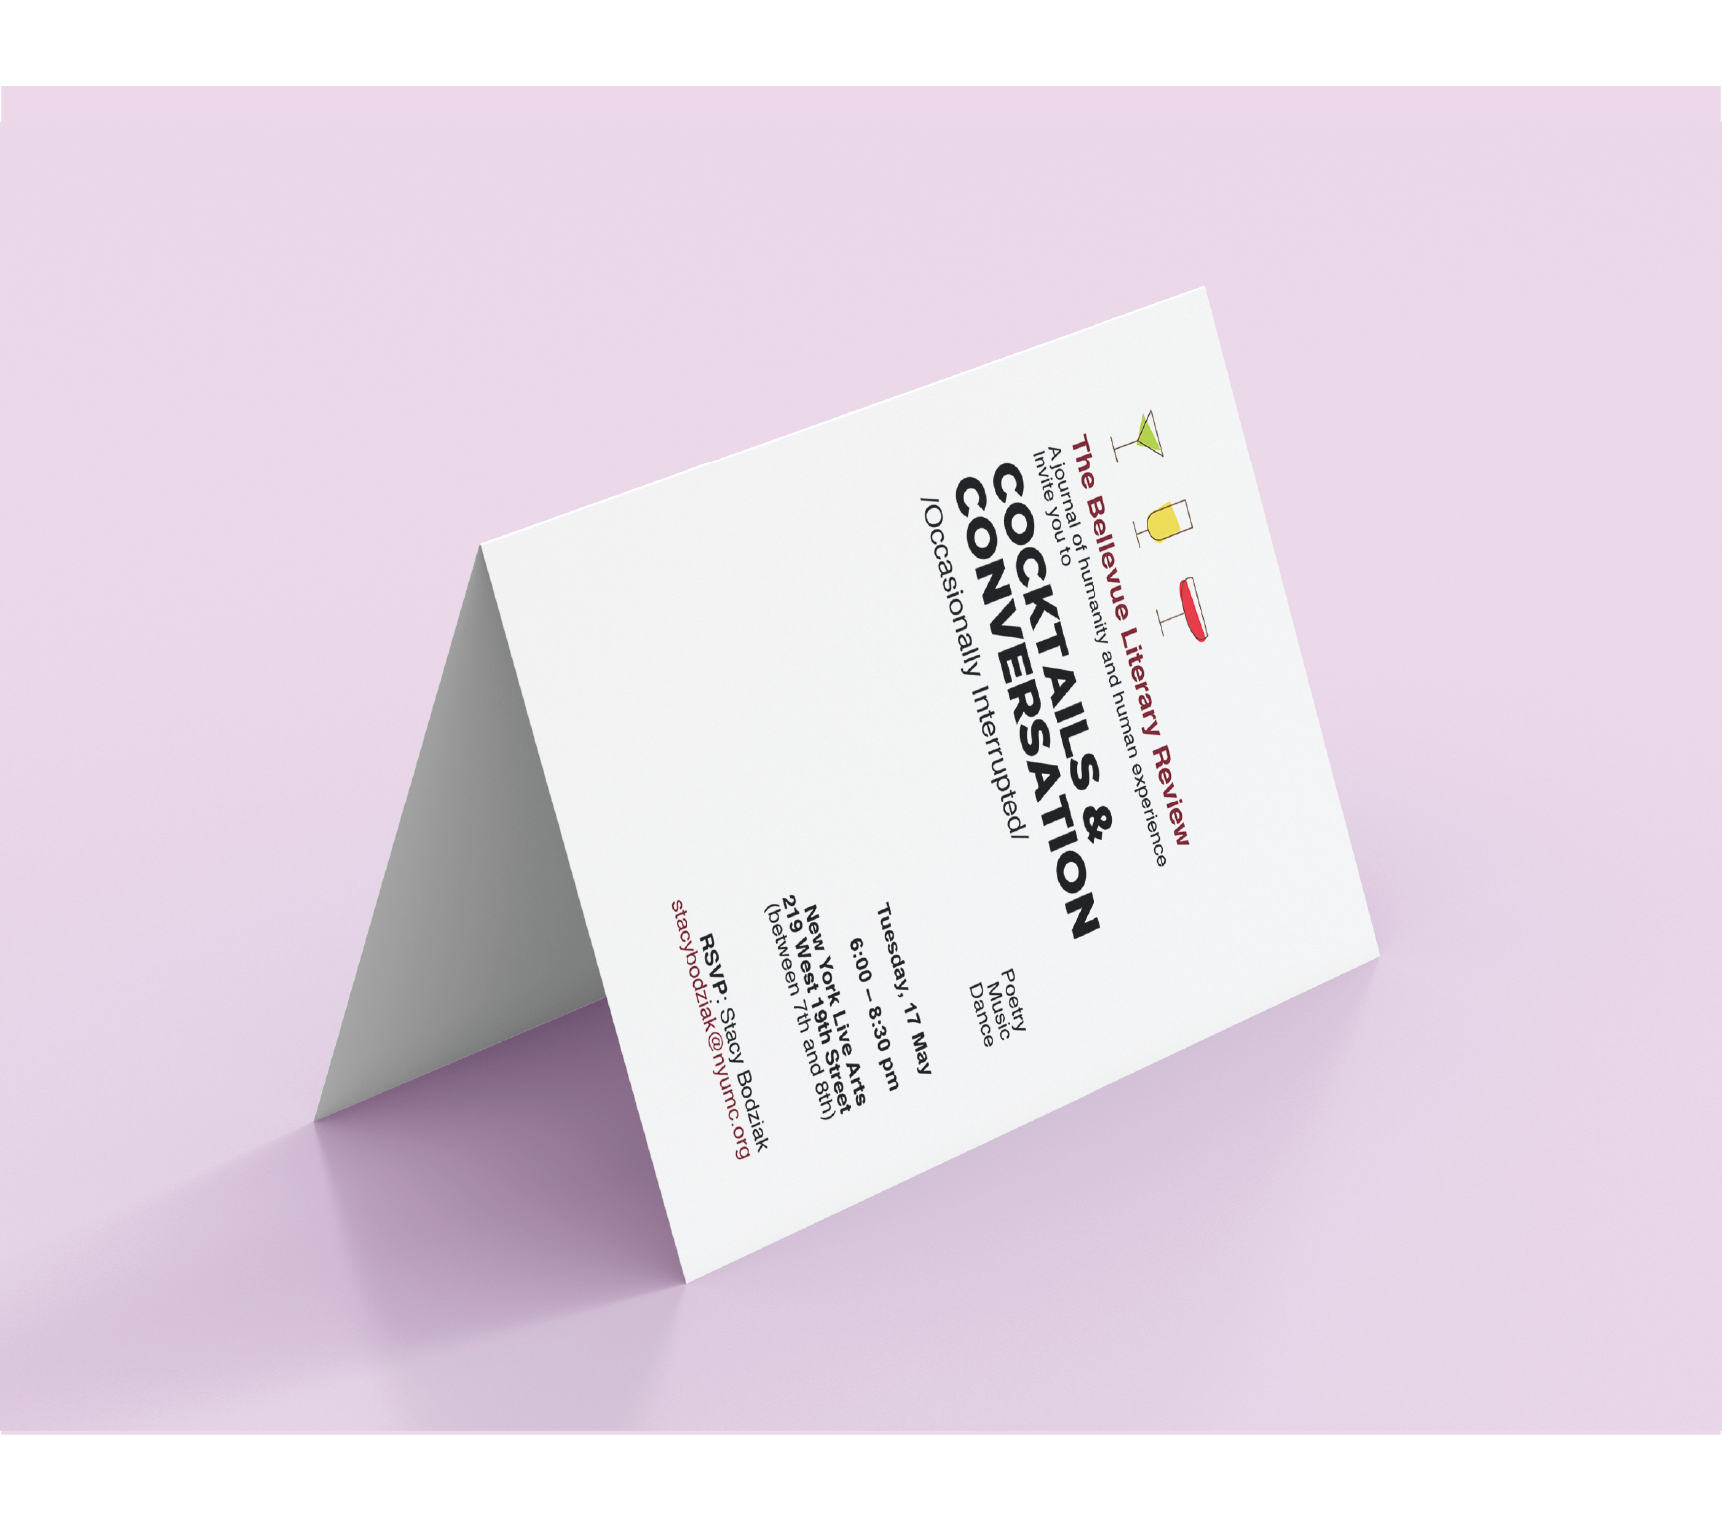 The Bellevue Literary Review
A journal of humanity and human experience
Invite you to
COCKTAILS &
CONVERSATION
/Occasionally Interrupted/
Poetry
Music
Dance
Tuesday, 17 May
6:00 – 8:30 pm
New York Live Arts
219 West 19th Street
(between 7th and 8th)
RSVP: Stacy Bodziak
stacybodziak@nyumc.org